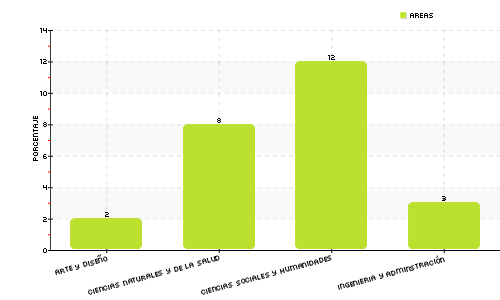 AREAS
PORCENTAJE
14
12
10
8
6
4
2
0
2
8
12
3
ARTE Y DISEÑO
CIENCIAS NATURALES Y DE LA SALUD
CIENCIAS SOCIALES Y HUMANIDADES
INGENIERIA Y ADMINSTRACIÓN